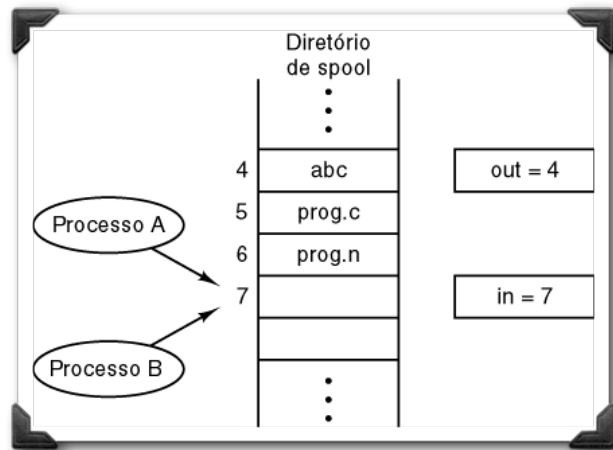 Diretório
de spool
4 abc out = 4
Processo A
5 prog.c
6 prog.n
7 in = 7
Processo B